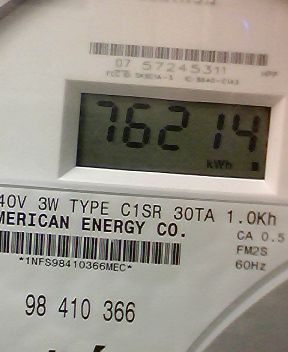 07 57245311
76214
kWh
40V 3W TYPE C1SR 30TA 1.0Kh
MERICAN ENERGY CO.
CA 0.5
FM2S
60Hz
*1NFS98410366MEC*
98 410 366